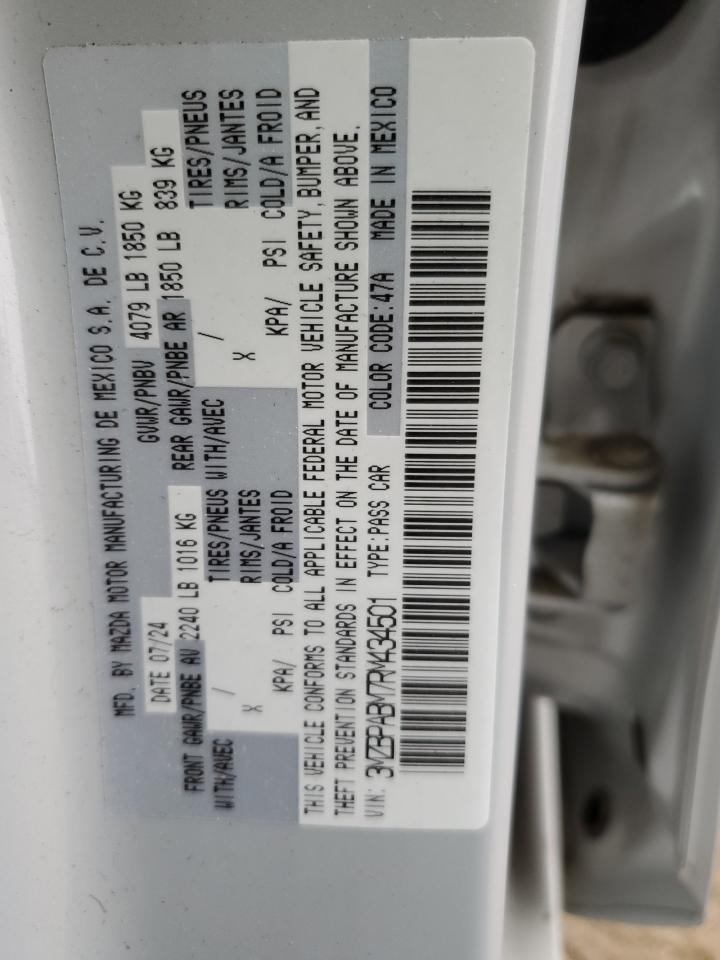 MFD. BY MAZDA MOTOR MANUFACTURING DE MEXICO S.A. DE C.V.
DATE 07/24 GVWR/PNBV 4079 LB 1850 KG
FRONT GAWR/PNBE AV 2240 LB 1016 KG REAR GAWR/PNBE AR 1850 LB 839 KG
WITH/AVEC / TIRES/PNEUS WITH/AVEC / TIRES/PNEUS
X RIMS/JANTES X RIMS/JANTES
KPA/ PSI COLD/A FROID KPA/ PSI COLD/A FROID
THIS VEHICLE CONFORMS TO ALL APPLICABLE FEDERAL MOTOR VEHICLE SAFETY, BUMPER, AND
THEFT PREVENTION STANDARDS IN EFFECT ON THE DATE OF MANUFACTURE SHOWN ABOVE.
VIN: 3MZBPABM7RM434501 TYPE:PASS CAR COLOR CODE:47A MADE IN MEXICO